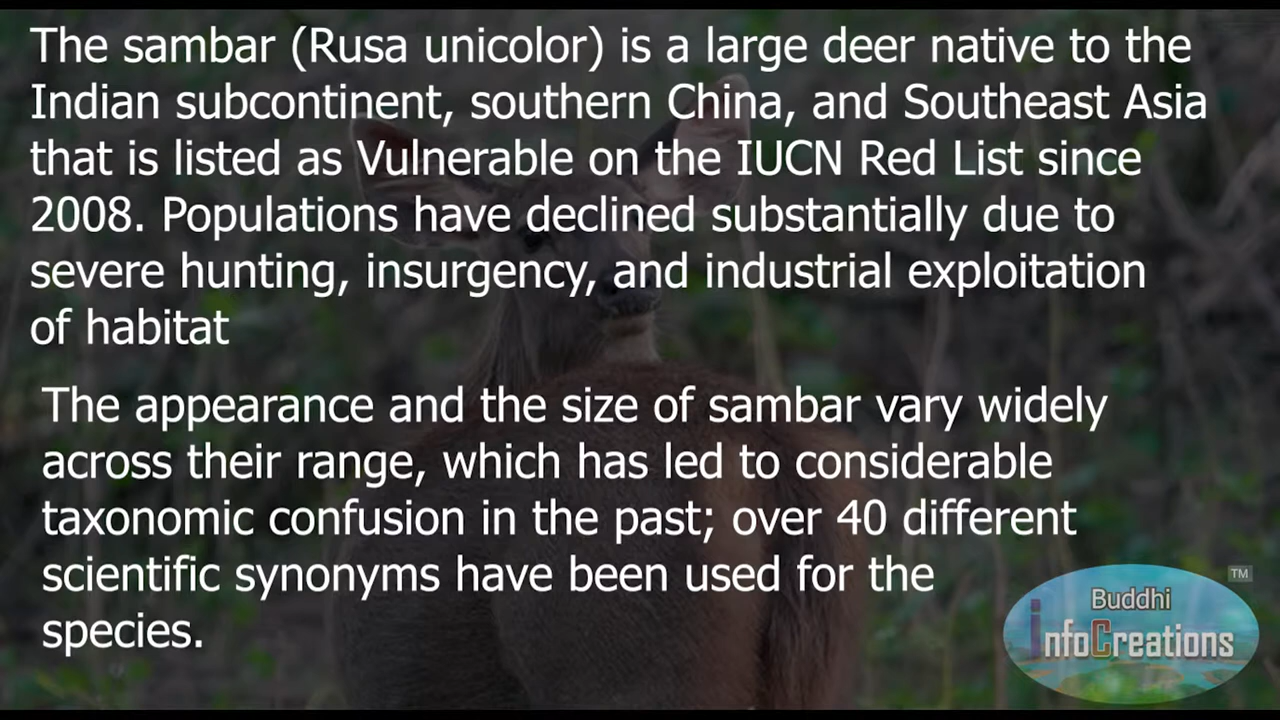 The sambar (Rusa unicolor) is a large deer native to the
Indian subcontinent, southern China, and Southeast Asia
that is listed as Vulnerable on the IUCN Red List since
2008. Populations have declined substantially due to
severe hunting, insurgency, and industrial exploitation
of habitat
The appearance and the size of sambar vary widely
across their range, which has led to considerable
taxonomic confusion in the past; over 40 different
scientific synonyms have been used for the
species.
TM
Buddhi
infoCreations